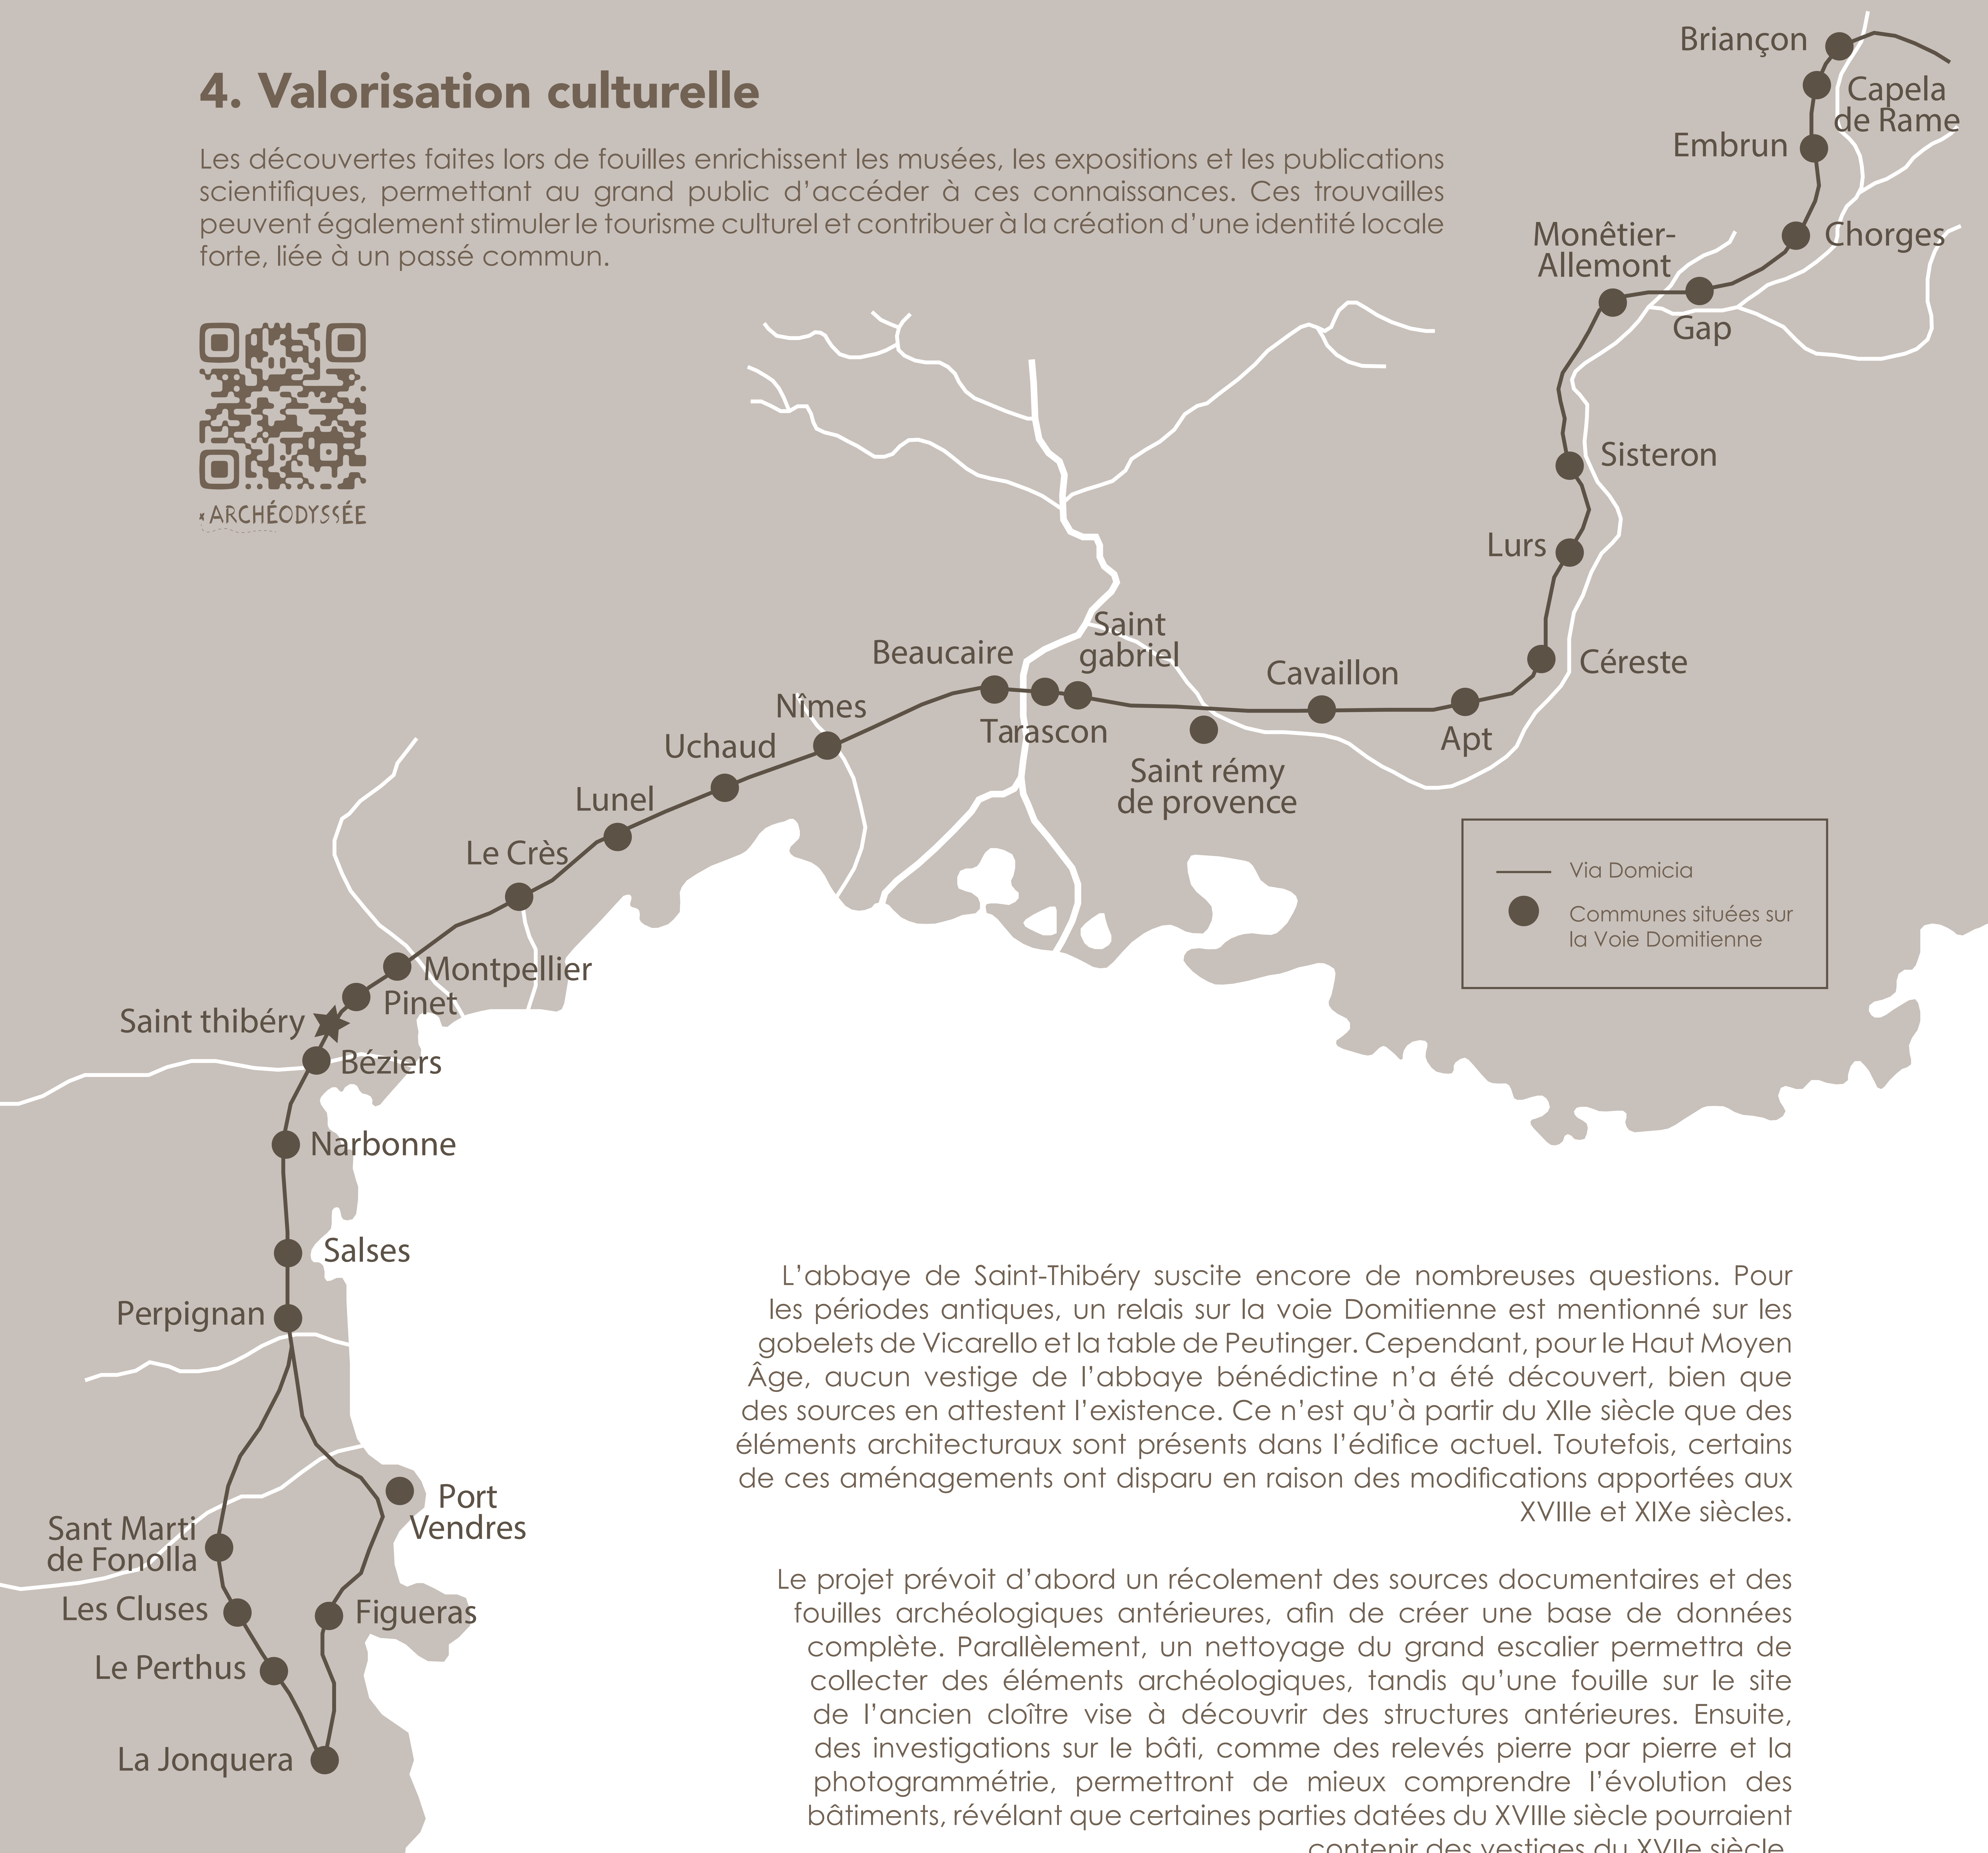 4. Valorisation culturelle
Les découvertes faites lors de fouilles enrichissent les musées, les expositions et les publications
scientifiques, permettant au grand public d’accéder à ces connaissances. Ces trouvailles
peuvent également stimuler le tourisme culturel et contribuer à la création d’une identité locale
forte, liée à un passé commun.
ARCHÉODYSSÉE
Briançon
Capela
de Rame
Embrun
Chorges
Monêtier-
Allemont
Gap
Sisteron
Lurs
Céreste
Apt
Cavaillon
Saint rémy
de provence
Saint
gabriel
Tarascon
Beaucaire
Nîmes
Uchaud
Lunel
Le Crès
Montpellier
Pinet
Saint thibéry
Béziers
Narbonne
Salses
Perpignan
Port
Vendres
Sant Marti
de Fonolla
Les Cluses
Figueras
Le Perthus
La Jonquera
Via Domicia
Communes situées sur
la Voie Domitienne
L’abbaye de Saint-Thibéry suscite encore de nombreuses questions. Pour
les périodes antiques, un relais sur la voie Domitienne est mentionné sur les
gobelets de Vicarello et la table de Peutinger. Cependant, pour le Haut Moyen
Âge, aucun vestige de l’abbaye bénédictine n’a été découvert, bien que
des sources en attestent l’existence. Ce n’est qu’à partir du XIIe siècle que des
éléments architecturaux sont présents dans l’édifice actuel. Toutefois, certains
de ces aménagements ont disparu en raison des modifications apportées aux
XVIIIe et XIXe siècles.
Le projet prévoit d’abord un récolement des sources documentaires et des
fouilles archéologiques antérieures, afin de créer une base de données
complète. Parallèlement, un nettoyage du grand escalier permettra de
collecter des éléments archéologiques, tandis qu’une fouille sur le site
de l’ancien cloître vise à découvrir des structures antérieures. Ensuite,
des investigations sur le bâti, comme des relevés pierre par pierre et la
photogrammétrie, permettront de mieux comprendre l’évolution des
bâtiments, révélant que certaines parties datées du XVIIIe siècle pourraient
contenir des vestiges du XVIIe siècle.